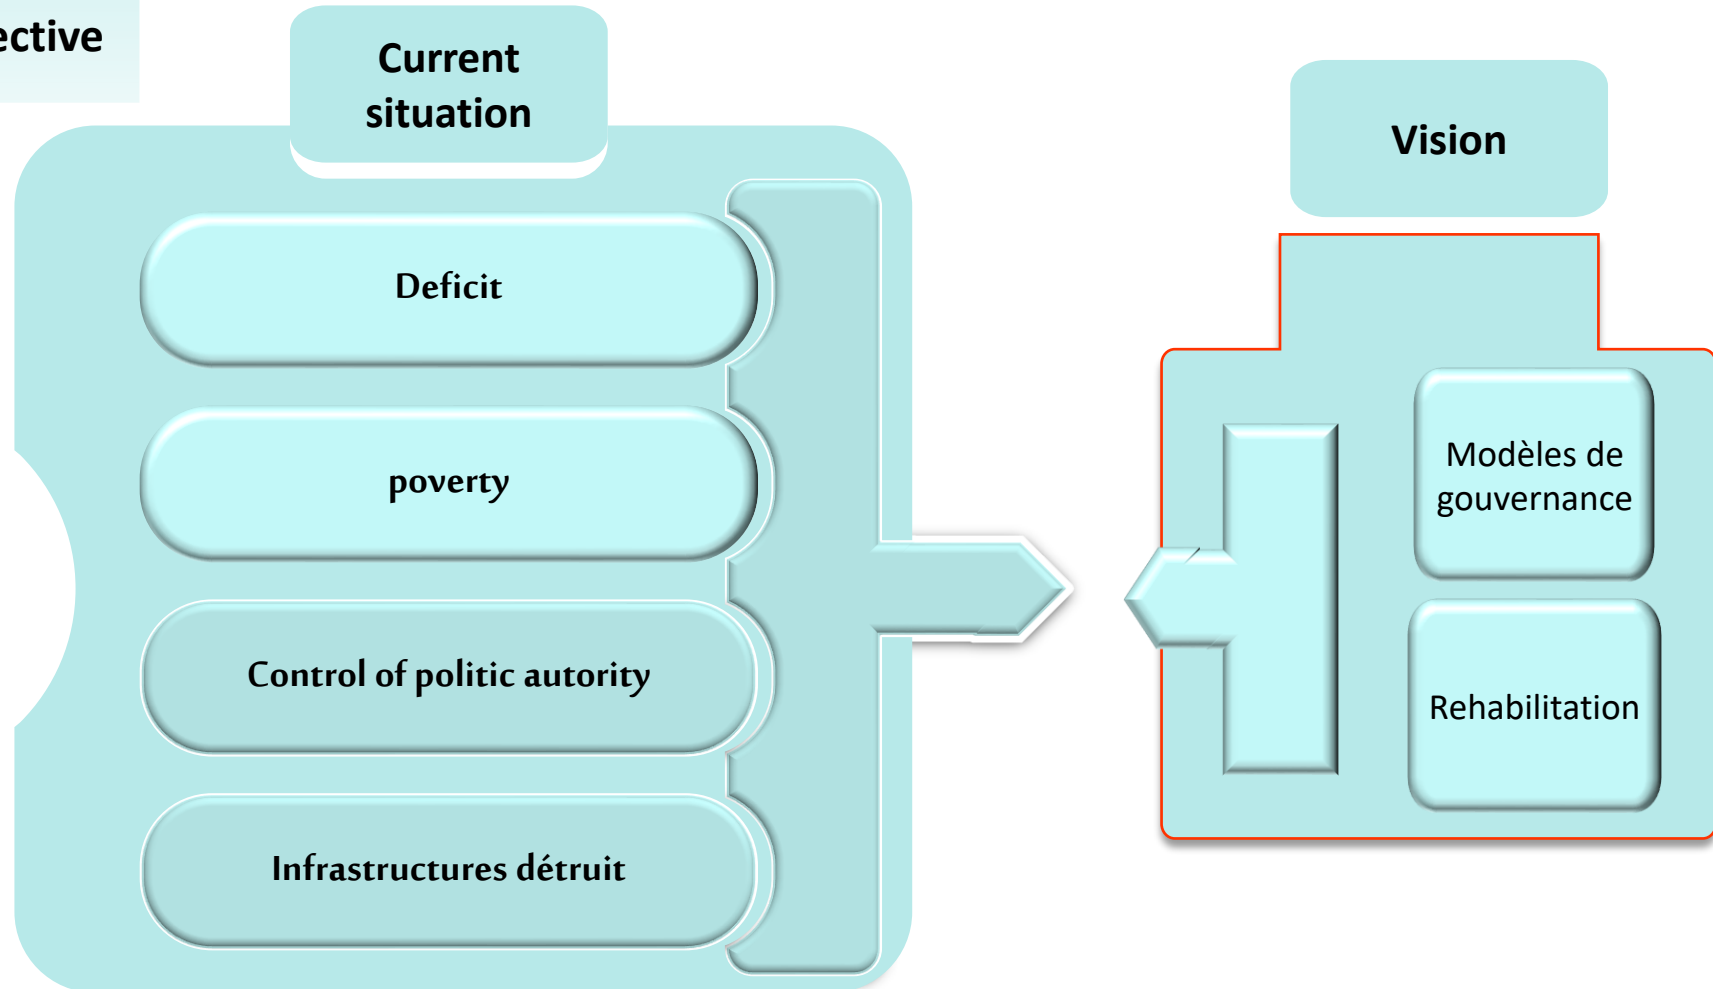 ective
Current
situation
Vision
Deficit
poverty
Control of politic autority
Infrastructures détruit
Modèles de
gouvernance
Rehabilitation